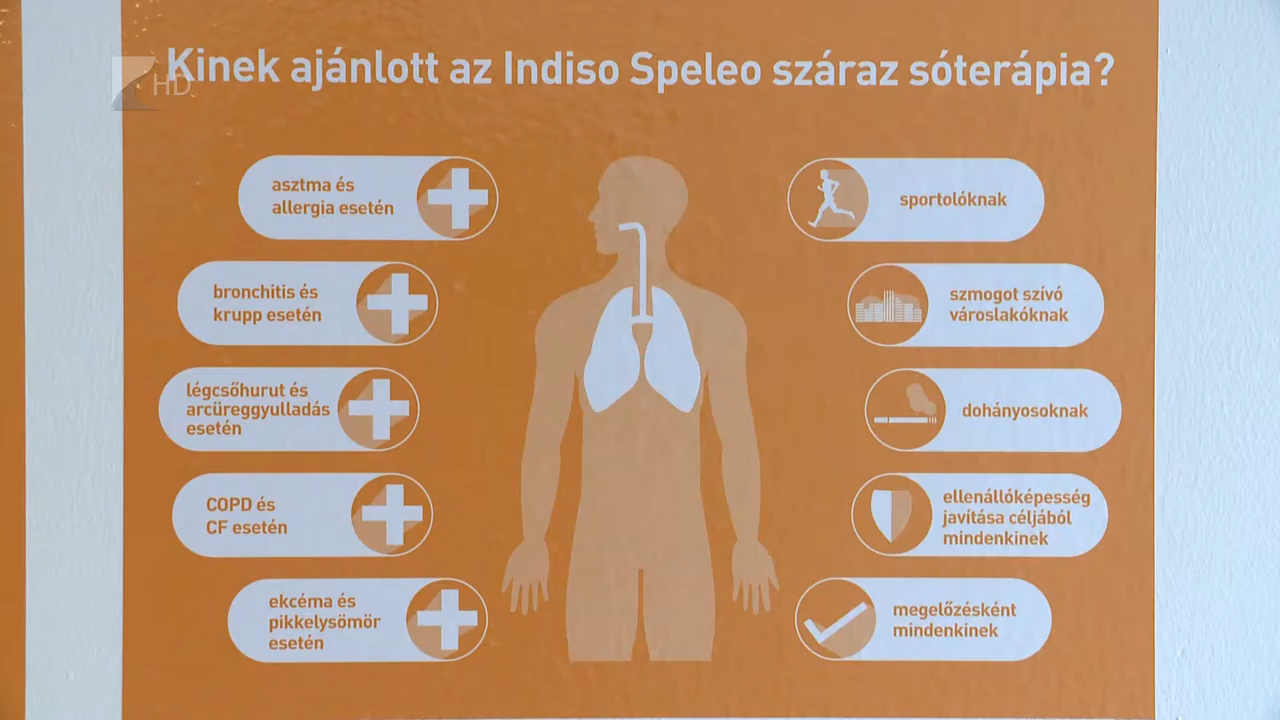 Kinek ajánlott az Indiso Speleo száraz sóterápia?
HD
asztma és
allergia esetén
bronchitis és
krupp esetén
légcsőhurut és
arcüreggyulladás
esetén
COPD és
CF esetén
ekcéma és
pikkelysömör
esetén
sportolóknak
szmogot szívó
városlakóknak
dohányosoknak
ellenállóképesség
javítása céljából
mindenkinek
megelőzésként
mindenkinek